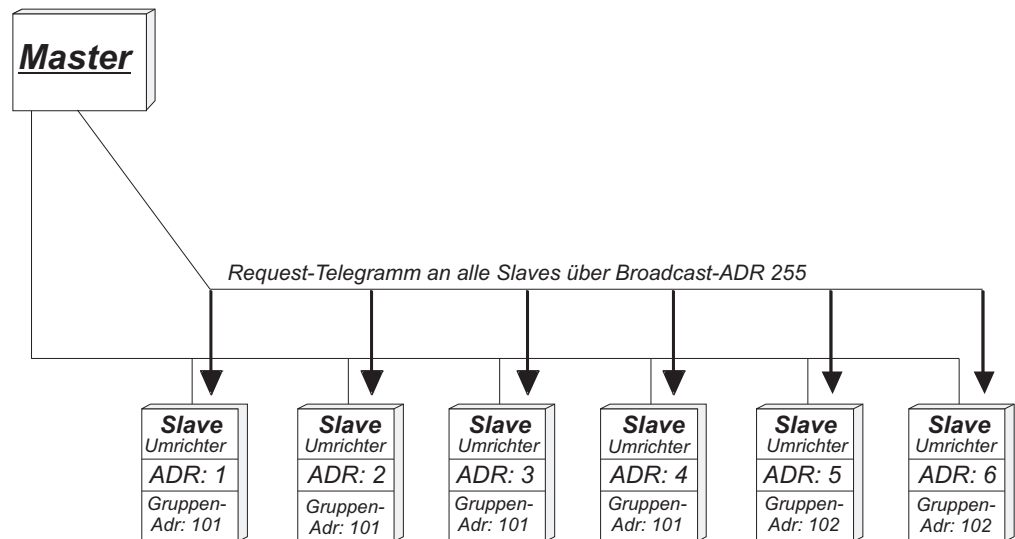 Master
Request-Telegramm an alle Slaves über Broadcast-ADR 255
Slave
Umrichter
ADR: 1
Gruppen-
Adr: 101
Slave
Umrichter
ADR: 2
Gruppen-
Adr: 101
Slave
Umrichter
ADR: 3
Gruppen-
Adr: 101
Slave
Umrichter
ADR: 4
Gruppen-
Adr: 101
Slave
Umrichter
ADR: 5
Gruppen-
Adr: 102
Slave
Umrichter
ADR: 6
Gruppen-
Adr: 102